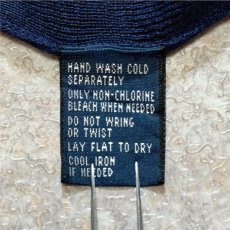 HAND WASH COLD
SEPARATELY
ONLY NON-CHLORINE
BLEACH WHEN NEEDED
DO NOT WRING
OR TWIST
LAY FLAT TO DRY
COOL IRON
IF NEEDED